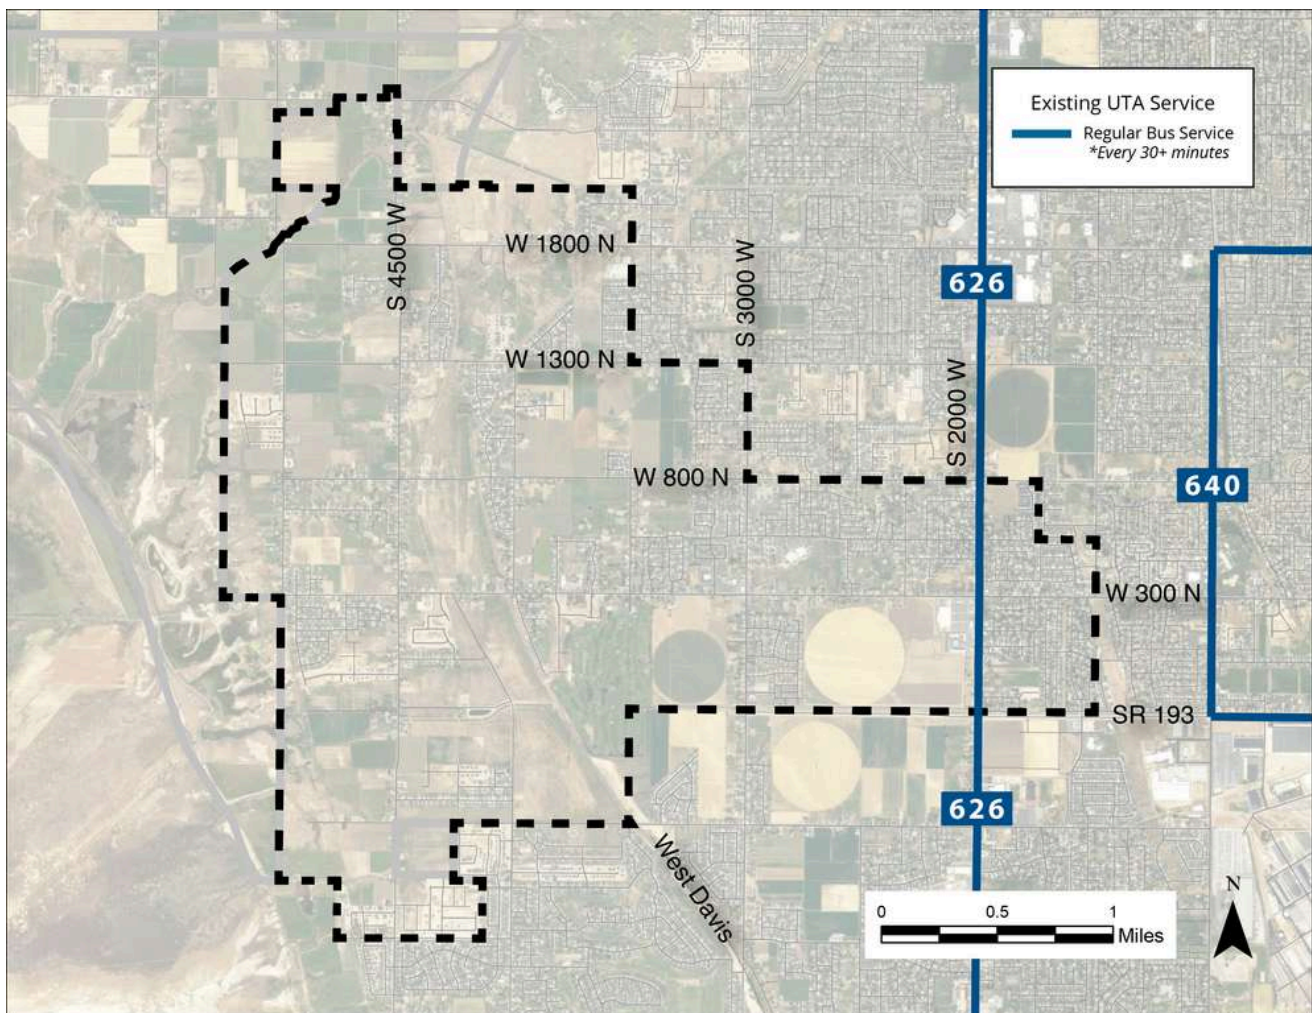 Existing UTA Service
Regular Bus Service
*Every 30+ minutes
S 4500 W
W 1800 N
S 3000 W
626
W 1300 N
S 2000 W
W 800 N
640
W 300 N
SR 193
626
West Davis
0 0.5 1
Miles
N